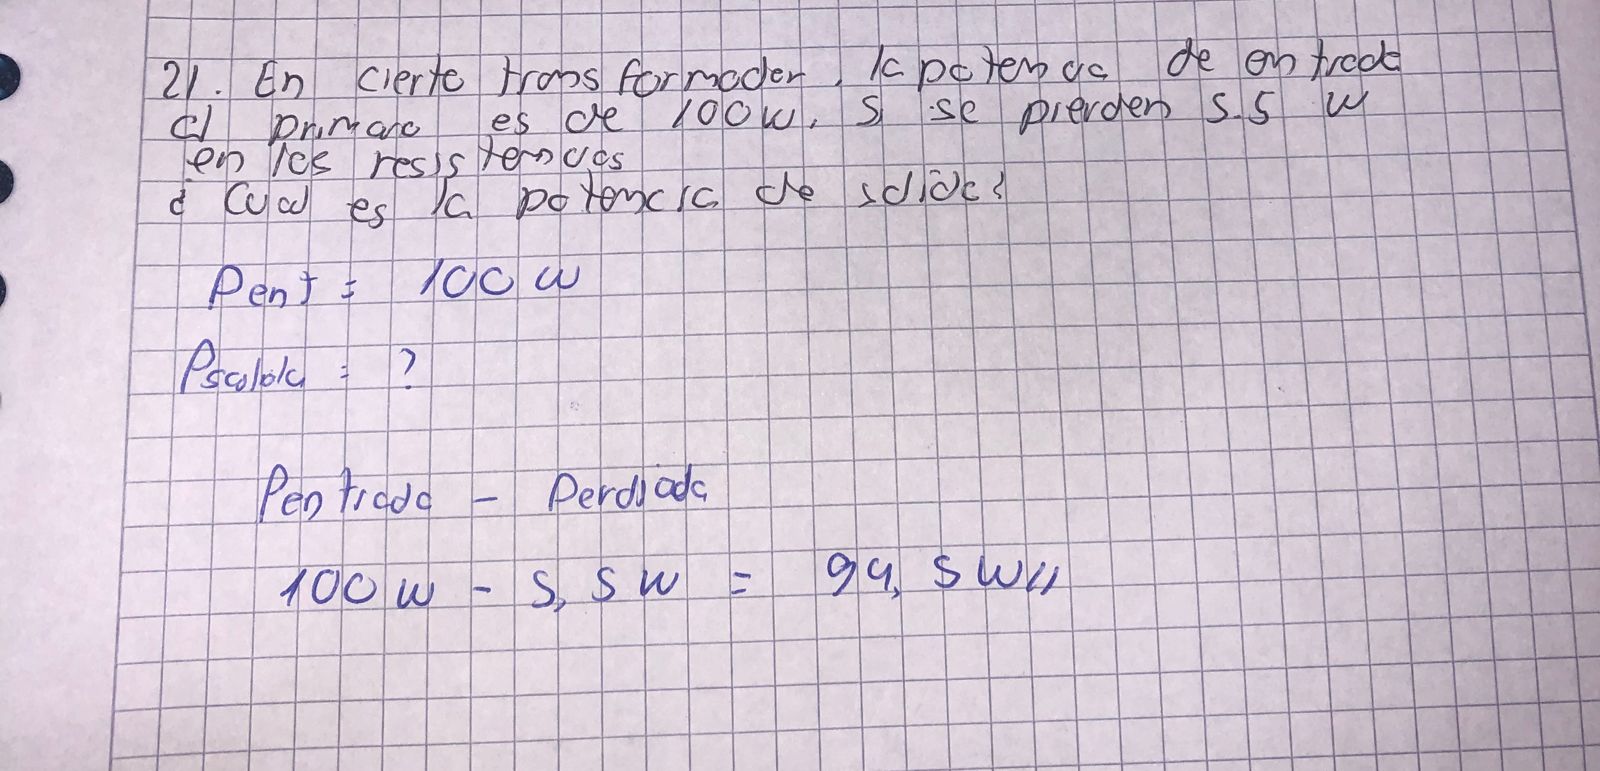 21. En cierto transformador, la potencia de entrada
al primario es de 100w. Si se pierden 5.5 w
en las resistencias
¿ Cual es la potencia de salida?
Pent = 100 w
Psalida = ?
Pentrada - Perdiada
100 w - 5,5 w = 94,5 w//